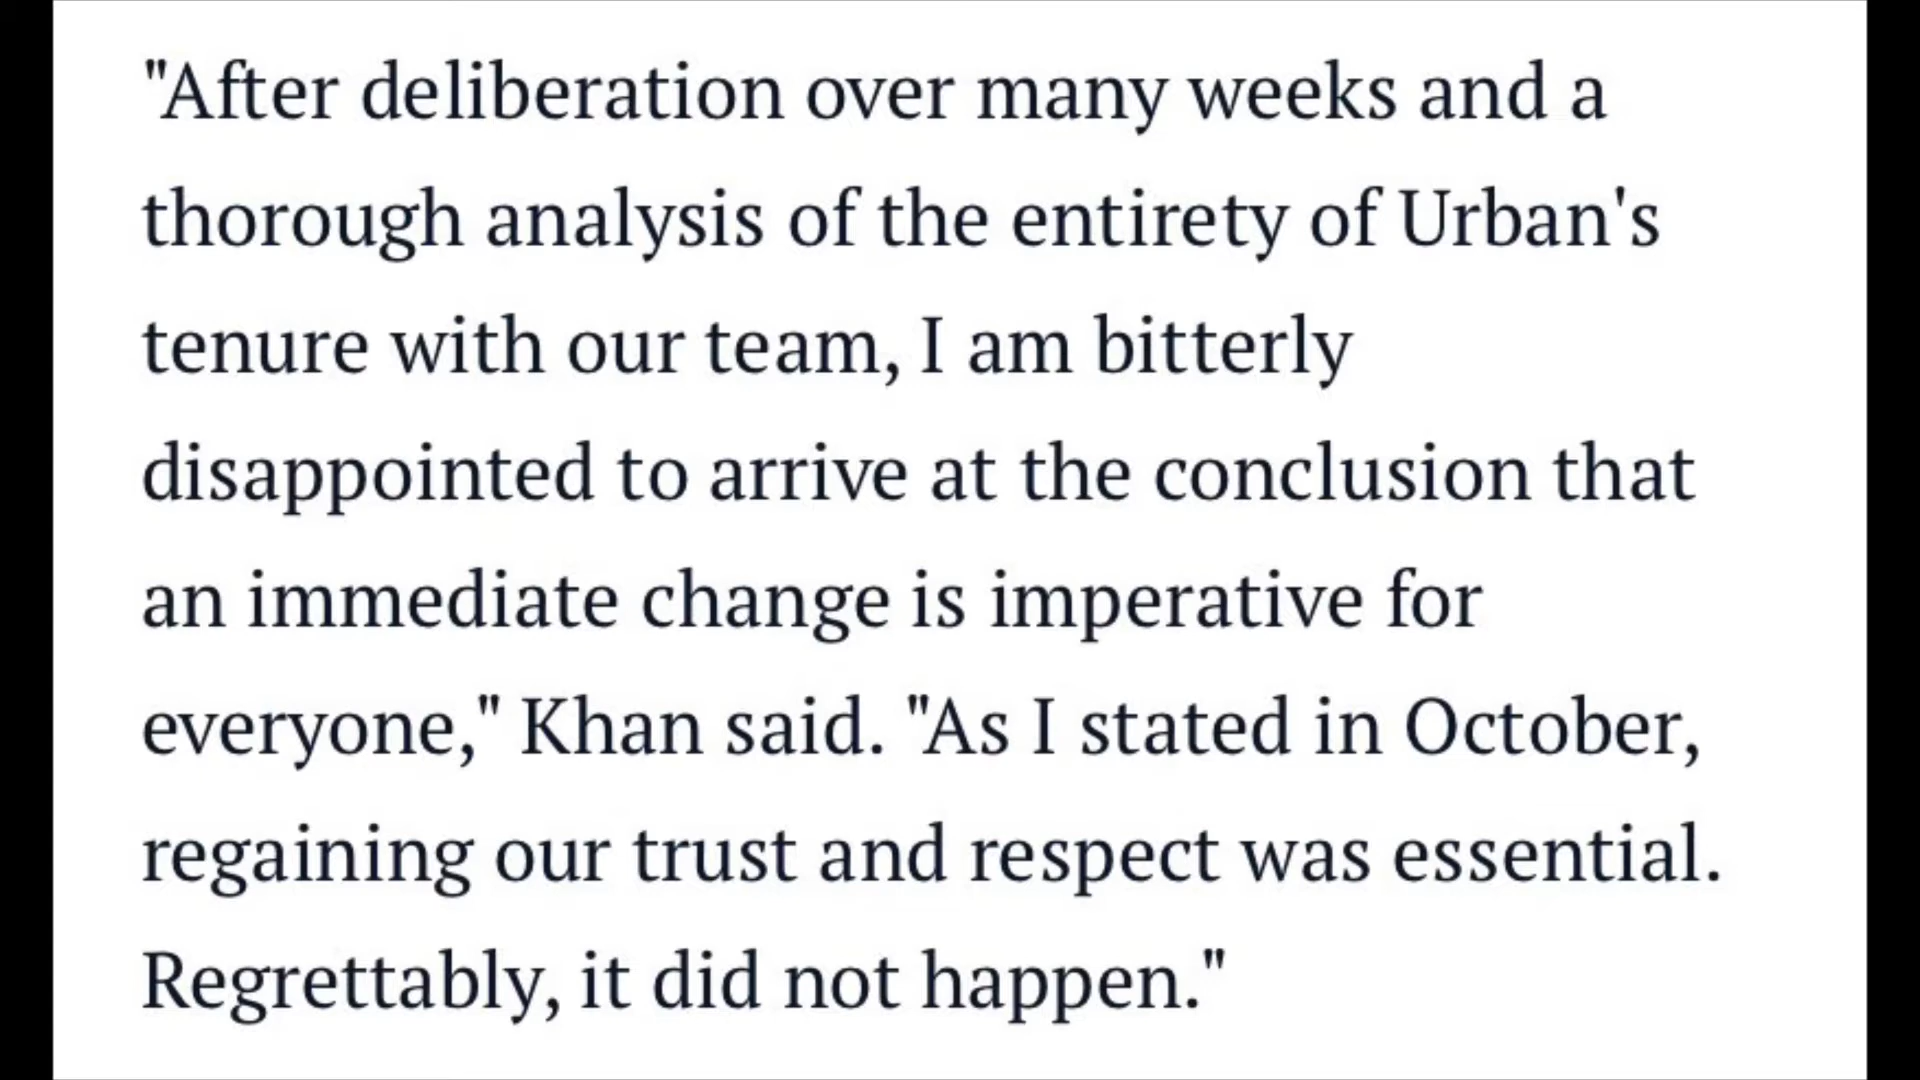 "After deliberation over many weeks and a
thorough analysis of the entirety of Urban's
tenure with our team, I am bitterly
disappointed to arrive at the conclusion that
an immediate change is imperative for
everyone," Khan said. "As I stated in October,
regaining our trust and respect was essential.
Regrettably, it did not happen."